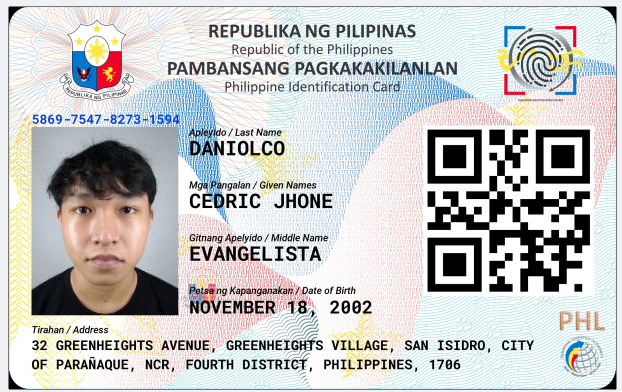 REPUBLIKA NG PILIPINAS
Republic of the Philippines
PAMBANSANG PAGKAKAKILANLAN
Philippine Identification Card
REPUBLIKA NG PILIPINAS
5869-7547-8273-1594
Apleyido / Last Name
DANIOLCO
Mga Pangalan / Given Names
CEDRIC JHONE
Gitnang Apelyido / Middle Name
EVANGELISTA
Petsa ng Kapanganakan / Date of Birth
NOVEMBER 18, 2002
PHL
Tirahan / Address
32 GREENHEIGHTS AVENUE, GREENHEIGHTS VILLAGE, SAN ISIDRO, CITY
OF PARAÑAQUE, NCR, FOURTH DISTRICT, PHILIPPINES, 1706